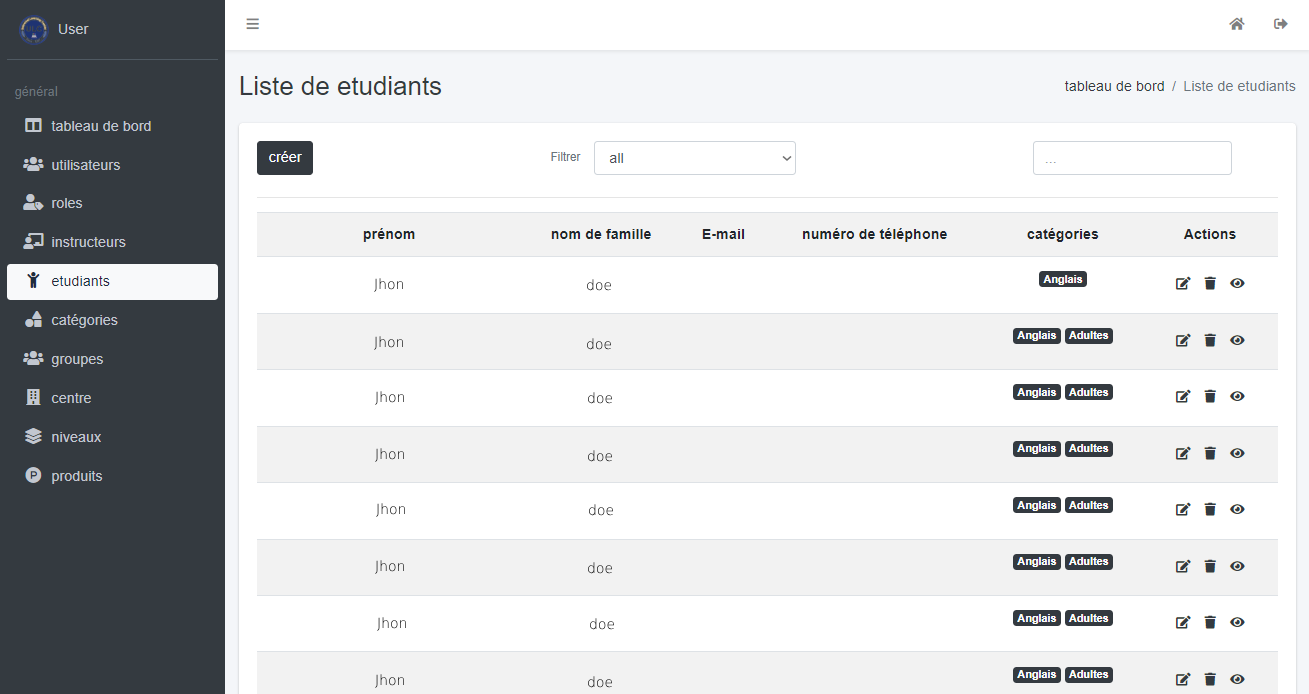 User
général
tableau de bord
utilisateurs
roles
instructeurs
etudiants
catégories
groupes
centre
niveaux
produits
Liste de etudiants
tableau de bord / Liste de etudiants
créer Filtrer all ...
prénom nom de famille E-mail numéro de téléphone catégories Actions
Jhon doe Anglais
Jhon doe Anglais Adultes
Jhon doe Anglais Adultes
Jhon doe Anglais Adultes
Jhon doe Anglais Adultes
Jhon doe Anglais Adultes
Jhon doe Anglais Adultes
Jhon doe Anglais Adultes